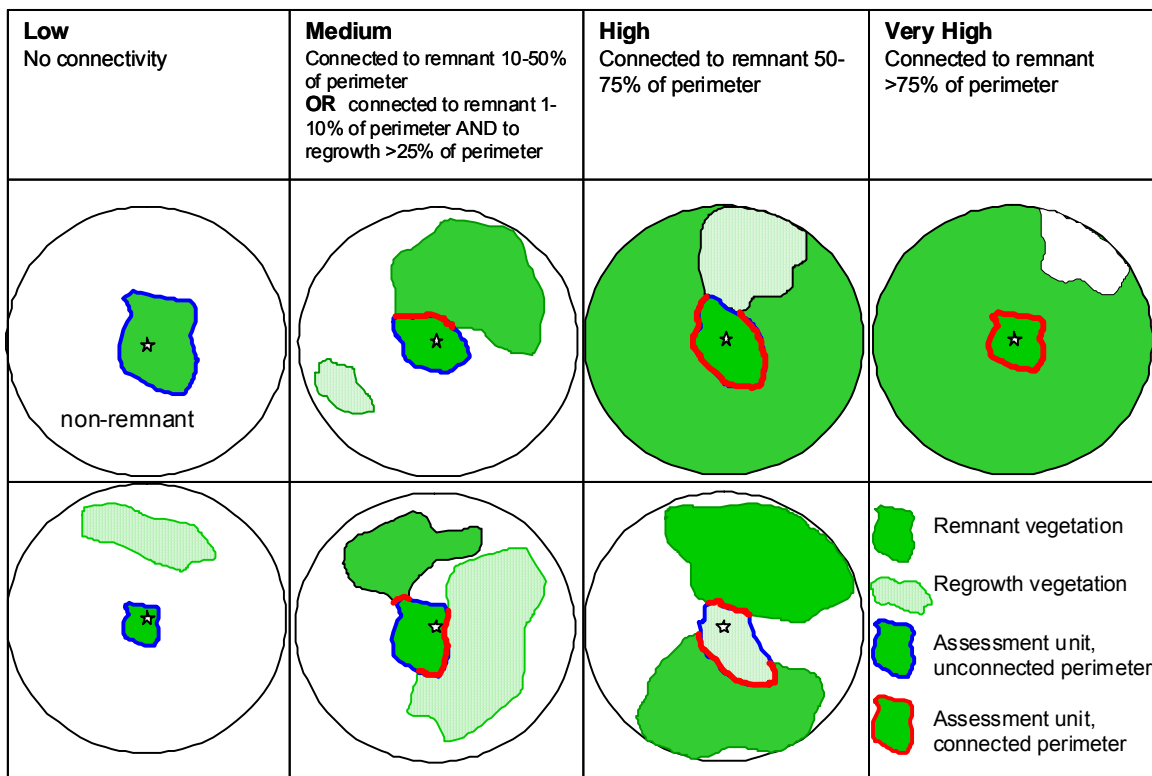 Low
No connectivity
Medium
Connected to remnant 10-50%
of perimeter
OR connected to remnant 1-
10% of perimeter AND to
regrowth >25% of perimeter
High
Connected to remnant 50-
75% of perimeter
Very High
Connected to remnant
>75% of perimeter
non-remnant
Remnant vegetation
Regrowth vegetation
Assessment unit,
unconnected perimeter
Assessment unit,
connected perimeter